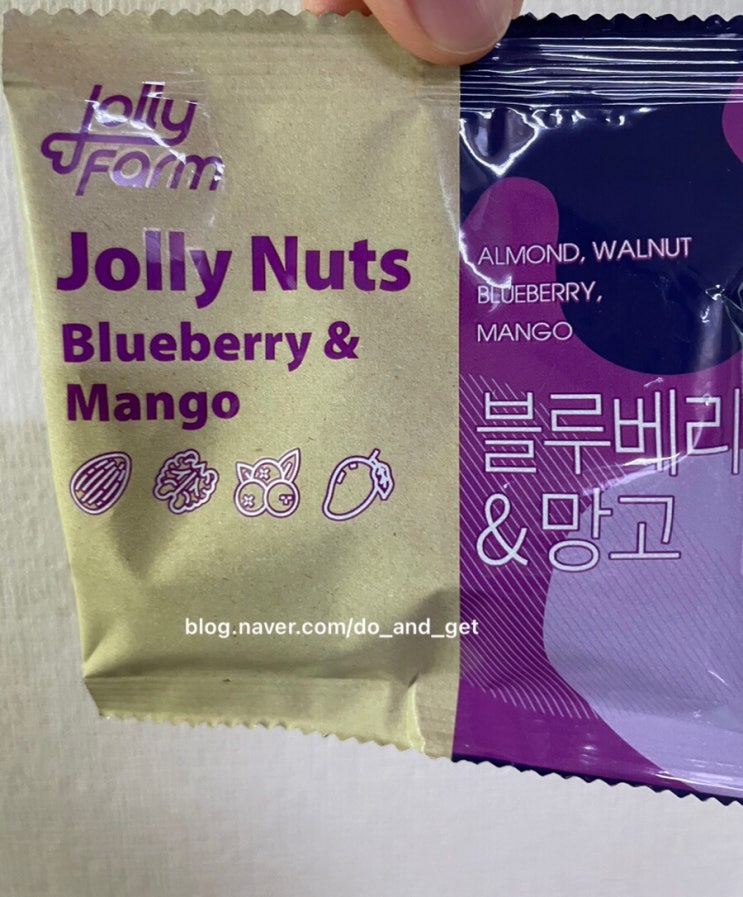 Jolly
Farm
Jolly Nuts
Blueberry &
Mango
ALMOND, WALNUT
BLUEBERRY,
MANGO
블루베리
&망고
blog.naver.com/do_and_get